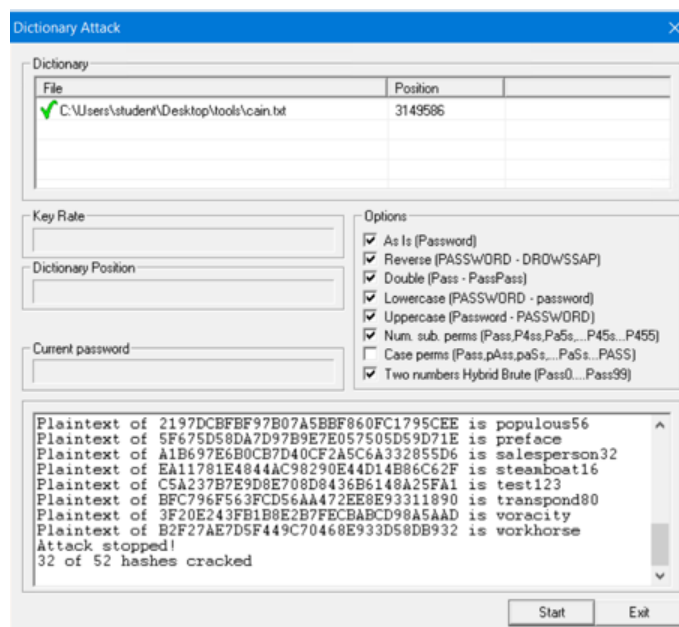 Dictionary Attack
Dictionary
File Position
C:\Users\student\Desktop\tools\cain.txt 3149586
Key Rate
Dictionary Position
Current password
Options
As Is (Password)
Reverse (PASSWORD - DROWSSAP)
Double (Pass - PassPass)
Lowercase (PASSWORD - password)
Uppercase (Password - PASSWORD)
Num. sub. perms (Pass,P4ss,Pa5s,...P45s...P455)
Case perms (Pass,pAss,paSs,...PaSs...PASS)
Two numbers Hybrid Brute (Pass0....Pass99)
Plaintext of 2197DCBFBF97B07A5BBF860FC1795CEE is populous56
Plaintext of 5F675D58DA7D97B9E7E057505D59D71E is preface
Plaintext of A1B697E6B0CB7D40CF2A5C6A332855D6 is salesperson32
Plaintext of EA11781E4844AC98290E44D14B86C62F is steamboat16
Plaintext of C5A237B7E9D8E708D8436B6148A25FA1 is test123
Plaintext of BFC796F563FCD56AA472EE8E93311890 is transpond80
Plaintext of 3F20E243FB1B8E2B7FECBABCD98A5AAD is voracity
Plaintext of B2F27AE7D5F449C70468E933D58DB932 is workhorse
Attack stopped!
32 of 52 hashes cracked
Start Exit